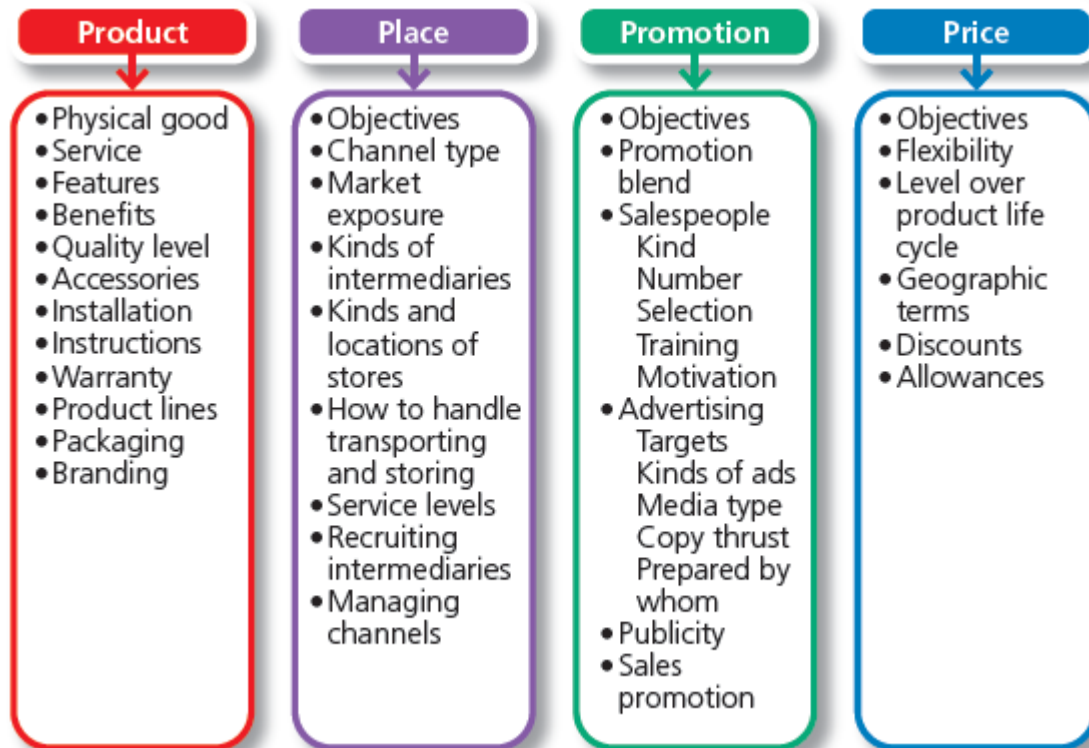 Product
• Physical good
• Service
• Features
• Benefits
• Quality level
• Accessories
• Installation
• Instructions
• Warranty
• Product lines
• Packaging
• Branding
Place
• Objectives
• Channel type
• Market
exposure
• Kinds of
intermediaries
• Kinds and
locations of
stores
• How to handle
transporting
and storing
• Service levels
• Recruiting
intermediaries
• Managing
channels
Promotion
• Objectives
• Promotion
blend
• Salespeople
Kind
Number
Selection
Training
Motivation
• Advertising
Targets
Kinds of ads
Media type
Copy thrust
Prepared by
whom
• Publicity
• Sales
promotion
Price
• Objectives
• Flexibility
• Level over
product life
cycle
• Geographic
terms
• Discounts
• Allowances